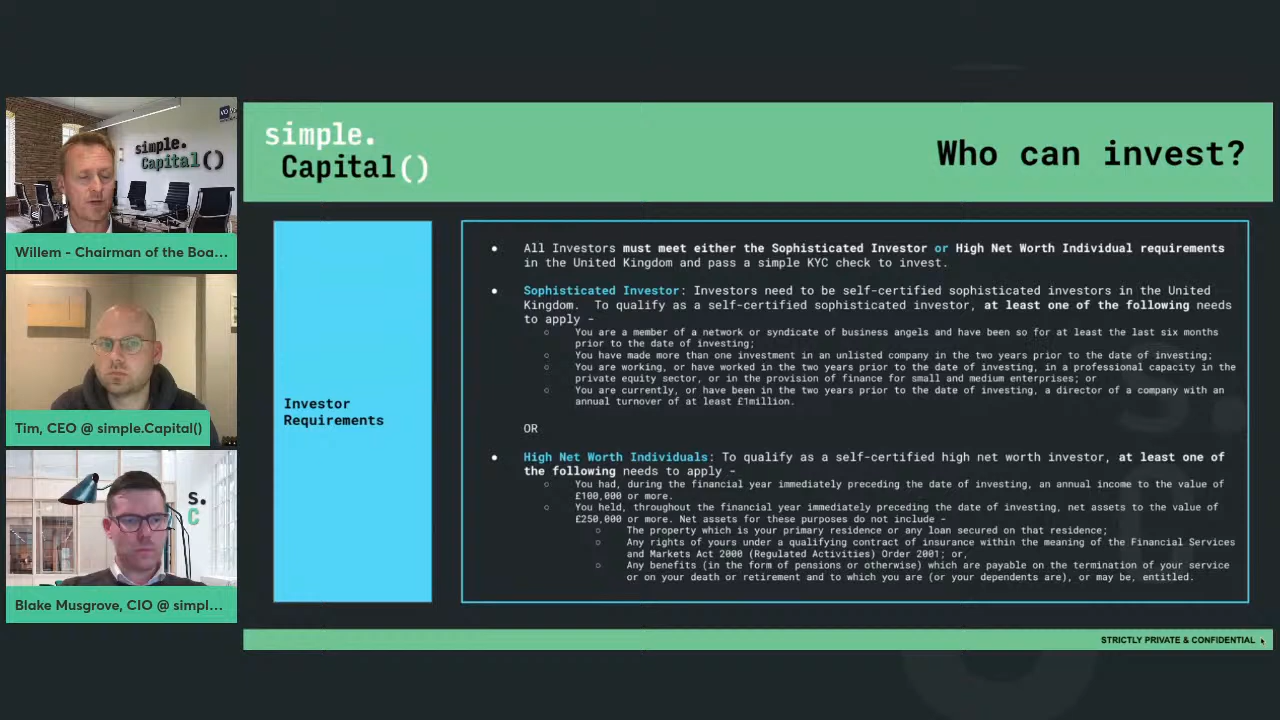 simple.
Capital()
Willem - Chairman of the Boa...
Tim, CEO @ simple.Capital()
s.
C
Blake Musgrove, CIO @ simpl...
simple.
Capital()
Who can invest?
Investor
Requirements
● All Investors must meet either the Sophisticated Investor or High Net Worth Individual requirements
in the United Kingdom and pass a simple KYC check to invest.
● Sophisticated Investor: Investors need to be self-certified sophisticated investors in the United
Kingdom. To qualify as a self-certified sophisticated investor, at least one of the following needs
to apply -
○ You are a member of a network or syndicate of business angels and have been so for at least the last six months
prior to the date of investing;
○ You have made more than one investment in an unlisted company in the two years prior to the date of investing;
○ You are working, or have worked in the two years prior to the date of investing, in a professional capacity in the
private equity sector, or in the provision of finance for small and medium enterprises; or
○ You are currently, or have been in the two years prior to the date of investing, a director of a company with an
annual turnover of at least £1million.
OR
● High Net Worth Individuals: To qualify as a self-certified high net worth investor, at least one of
the following needs to apply -
○ You had, during the financial year immediately preceding the date of investing, an annual income to the value of
£100,000 or more.
○ You held, throughout the financial year immediately preceding the date of investing, net assets to the value of
£250,000 or more. Net assets for these purposes do not include -
○ The property which is your primary residence or any loan secured on that residence;
○ Any rights of yours under a qualifying contract of insurance within the meaning of the Financial Services
and Markets Act 2000 (Regulated Activities) Order 2001; or,
○ Any benefits (in the form of pensions or otherwise) which are payable on the termination of your service
or on your death or retirement and to which you are (or your dependents are), or may be, entitled.
STRICTLY PRIVATE & CONFIDENTIAL